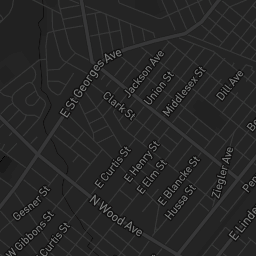 E St Georges Ave
Jackson Ave
Union St
Middlesex St
Dill Ave
Clark St
E Curtis St
E Henry St
E Elm St
E Blancke St
Hussa St
Ziegler Ave
Gesner St
N Wood Ave
W Gibbons St
Curtis St
E Linde